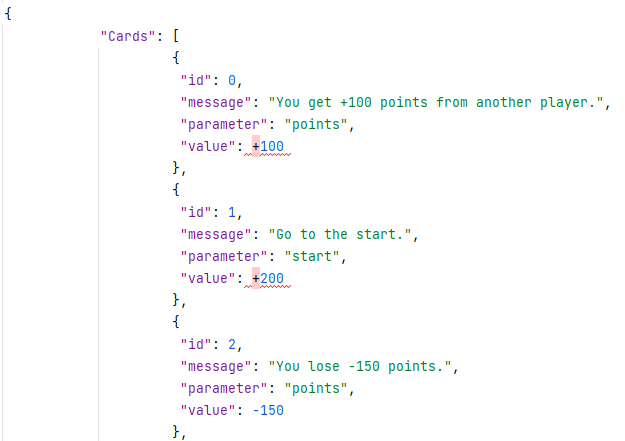 {
"Cards": [
{
"id": 0,
"message": "You get +100 points from another player.",
"parameter": "points",
"value": +100
},
{
"id": 1,
"message": "Go to the start.",
"parameter": "start",
"value": +200
},
{
"id": 2,
"message": "You lose -150 points.",
"parameter": "points",
"value": -150
},